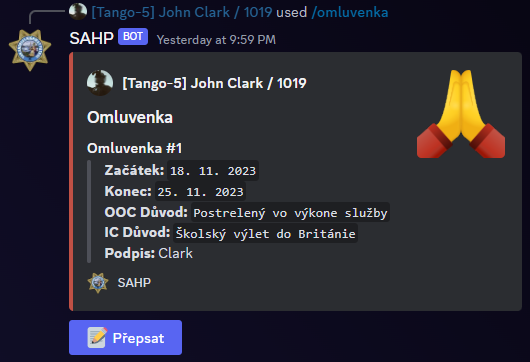 [Tango-5] John Clark / 1019 used /omluvenka
SAHP BOT Yesterday at 9:59 PM
[Tango-5] John Clark / 1019
Omluvenka
Omluvenka #1
Začátek: 18. 11. 2023
Konec: 25. 11. 2023
OOC Důvod: Postrelený vo výkone služby
IC Důvod: Školský výlet do Británie
Podpis: Clark
SAHP
Přepsat